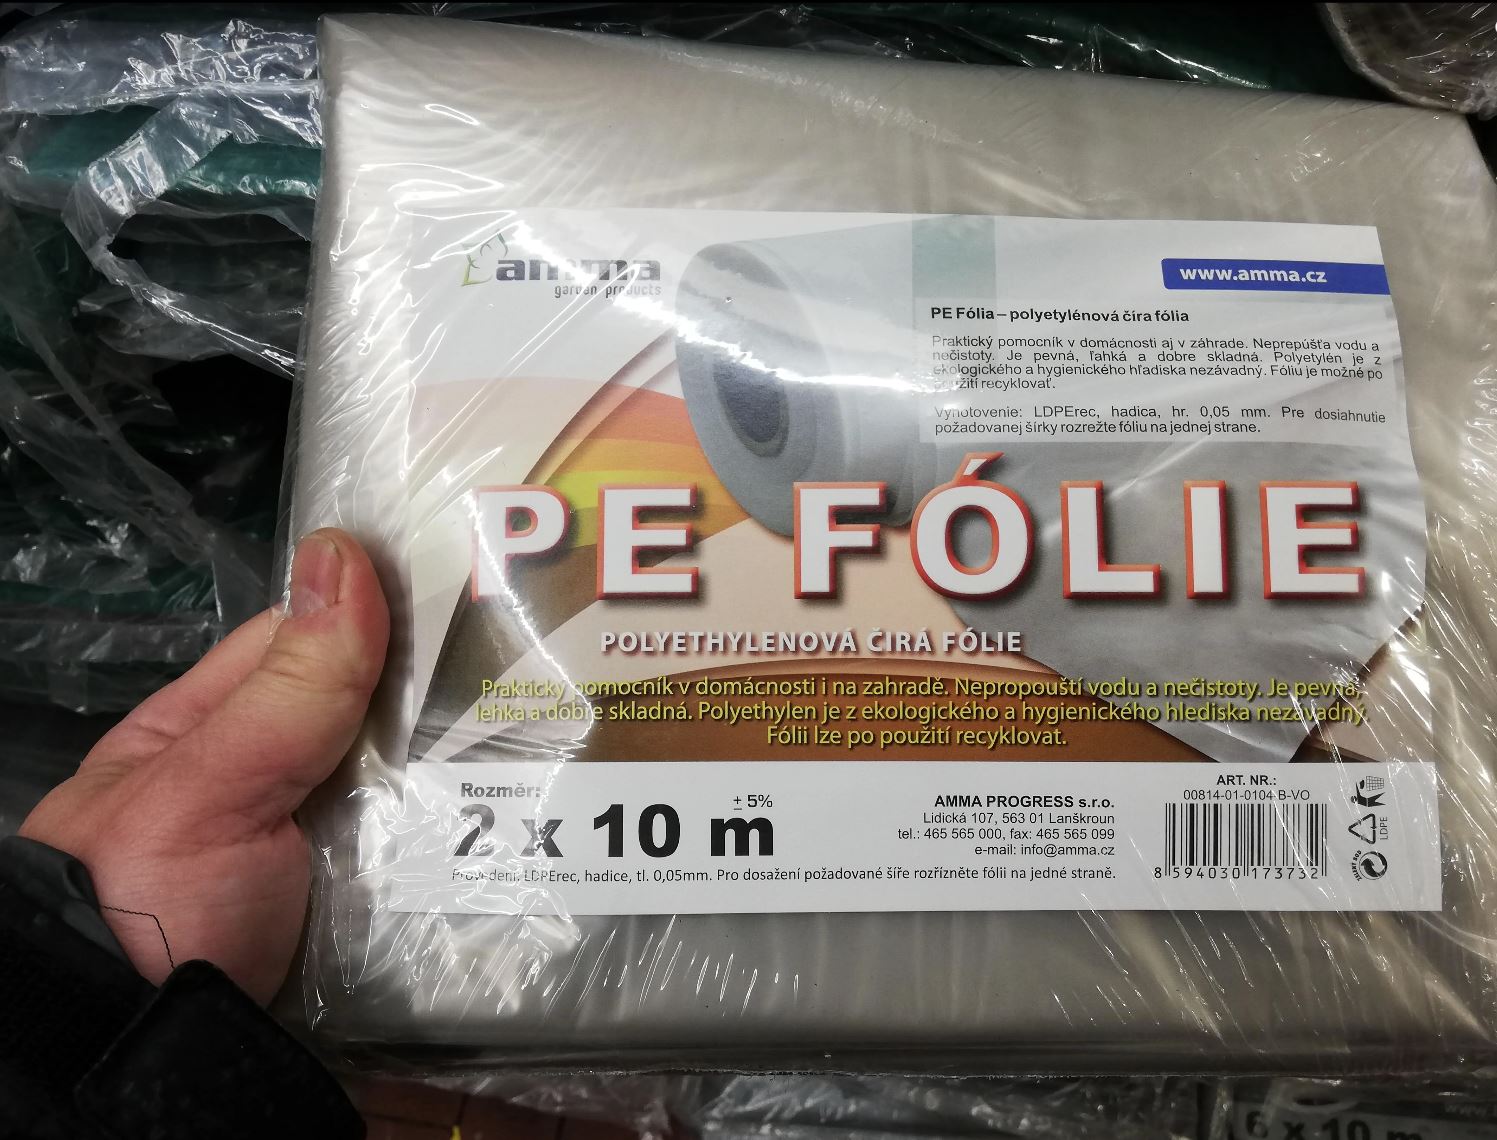 amma
garden products
www.amma.cz
PE Fólia – polyetylénová číra fólia
Praktický pomocník v domácnosti aj v záhrade. Neprepúšťa vodu a
nečistoty. Je pevná, ľahká a dobre skladná. Polyetylén je z
ekologického a hygienického hľadiska nezávadný. Fóliu je možné po
použití recyklovať.
Vyhotovenie: LDPErec, hadica, hr. 0,05 mm. Pre dosiahnutie
požadovanej šírky rozrežte fóliu na jednej strane.
PE FÓLIE
POLYETHYLENOVÁ ČIRÁ FÓLIE
Praktický pomocník v domácnosti i na zahradě. Nepropouští vodu a nečistoty. Je pevná,
lehká a dobře skladná. Polyethylen je z ekologického a hygienického hlediska nezávadný.
Fólii lze po použití recyklovat.
Rozměr:
2 x 10 m
± 5%
Provedení: LDPErec, hadice, tl. 0,05mm. Pro dosažení požadované šíře rozřízněte fólii na jedné straně.
AMMA PROGRESS s.r.o.
Lidická 107, 563 01 Lanškroun
tel.: 465 565 000, fax: 465 565 099
e-mail: info@amma.cz
ART. NR.:
00814-01-0104 B-VO
8 594030 173732
LDPE
6 x 10 m